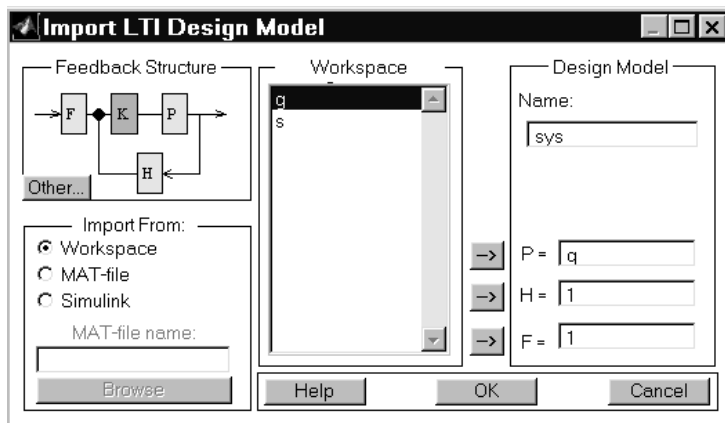 Import LTI Design Model
Feedback Structure
F K P
H
Other...
Import From:
Workspace
MAT-file
Simulink
MAT-file name:
Browse
Workspace
q
s
Design Model
Name:
sys
--> P = q
--> H = 1
--> F = 1
Help OK Cancel